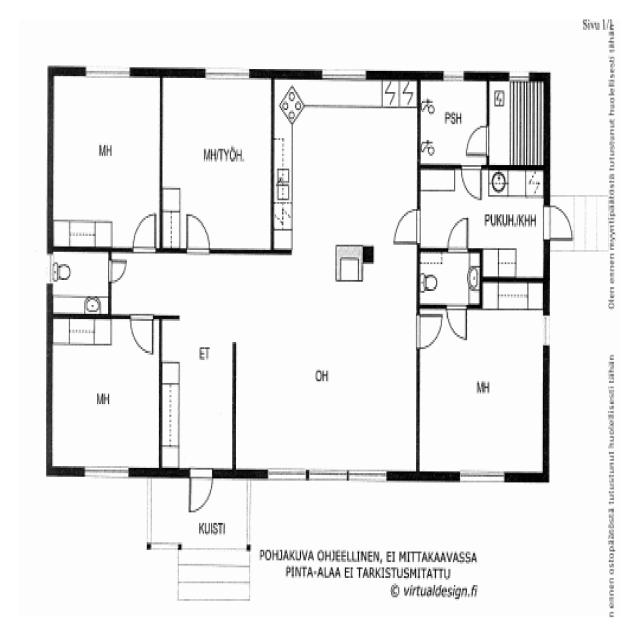 Sivu 1/1
MH
MH/TYÖH.
PSH
PUKUH./KHH
ET
OH
MH
MH
KUISTI
POHJAKUVA OHJEELLINEN, EI MITTAKAAVASSA
PINTA-ALAA EI TARKISTUSMITATTU
© virtualdesign.fi
Olen ennen myyntipäätöstä tutustunut huolellisesti tähän
n ennen ostopäätöstä tutustunut huolellisesti tähän